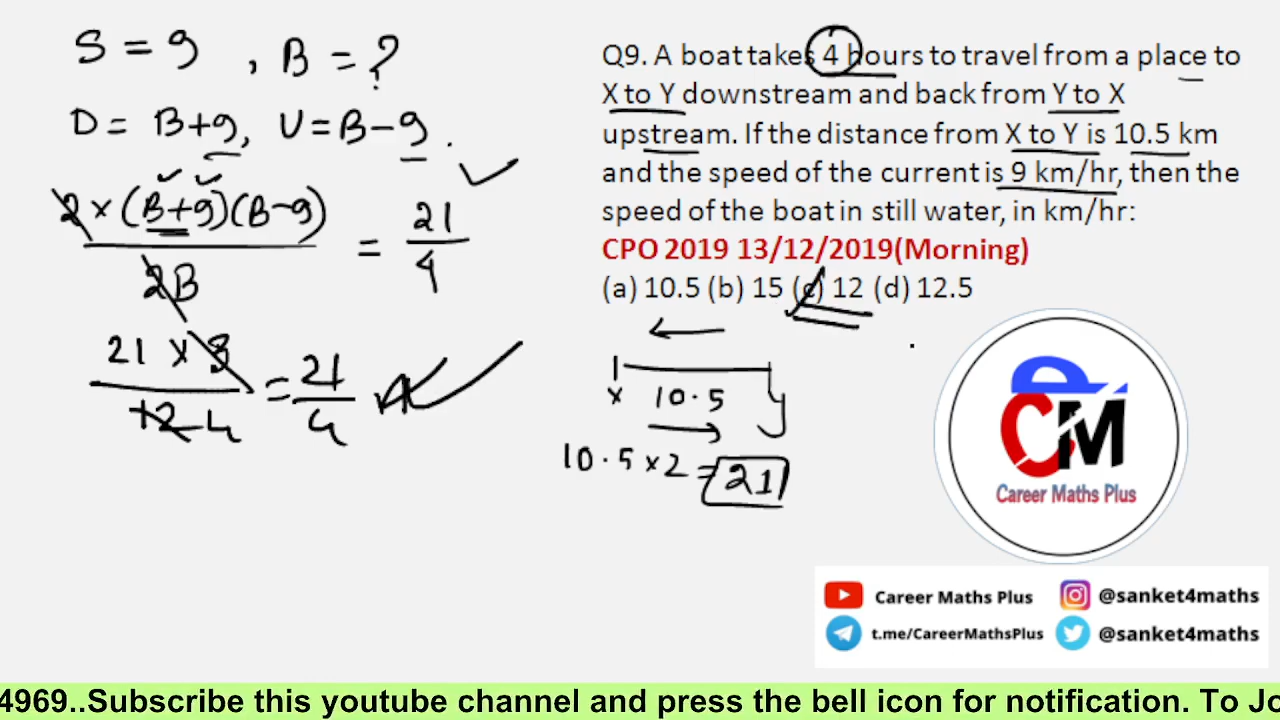 S = 9 , B = ?
D = B+9, U = B-9.
2 × (B+9)(B-9) / 2B = 21 / 4
21 × 3 / 12 4 = 21 / 4
Q9. A boat takes 4 hours to travel from a place to
X to Y downstream and back from Y to X
upstream. If the distance from X to Y is 10.5 km
and the speed of the current is 9 km/hr, then the
speed of the boat in still water, in km/hr:
CPO 2019 13/12/2019(Morning)
(a) 10.5 (b) 15 (c) 12 (d) 12.5
x 10.5 y
10.5 × 2 = 21
CM
Career Maths Plus
Career Maths Plus @sanket4maths
t.me/CareerMathsPlus @sanket4maths
4969..Subscribe this youtube channel and press the bell icon for notification. To Jo